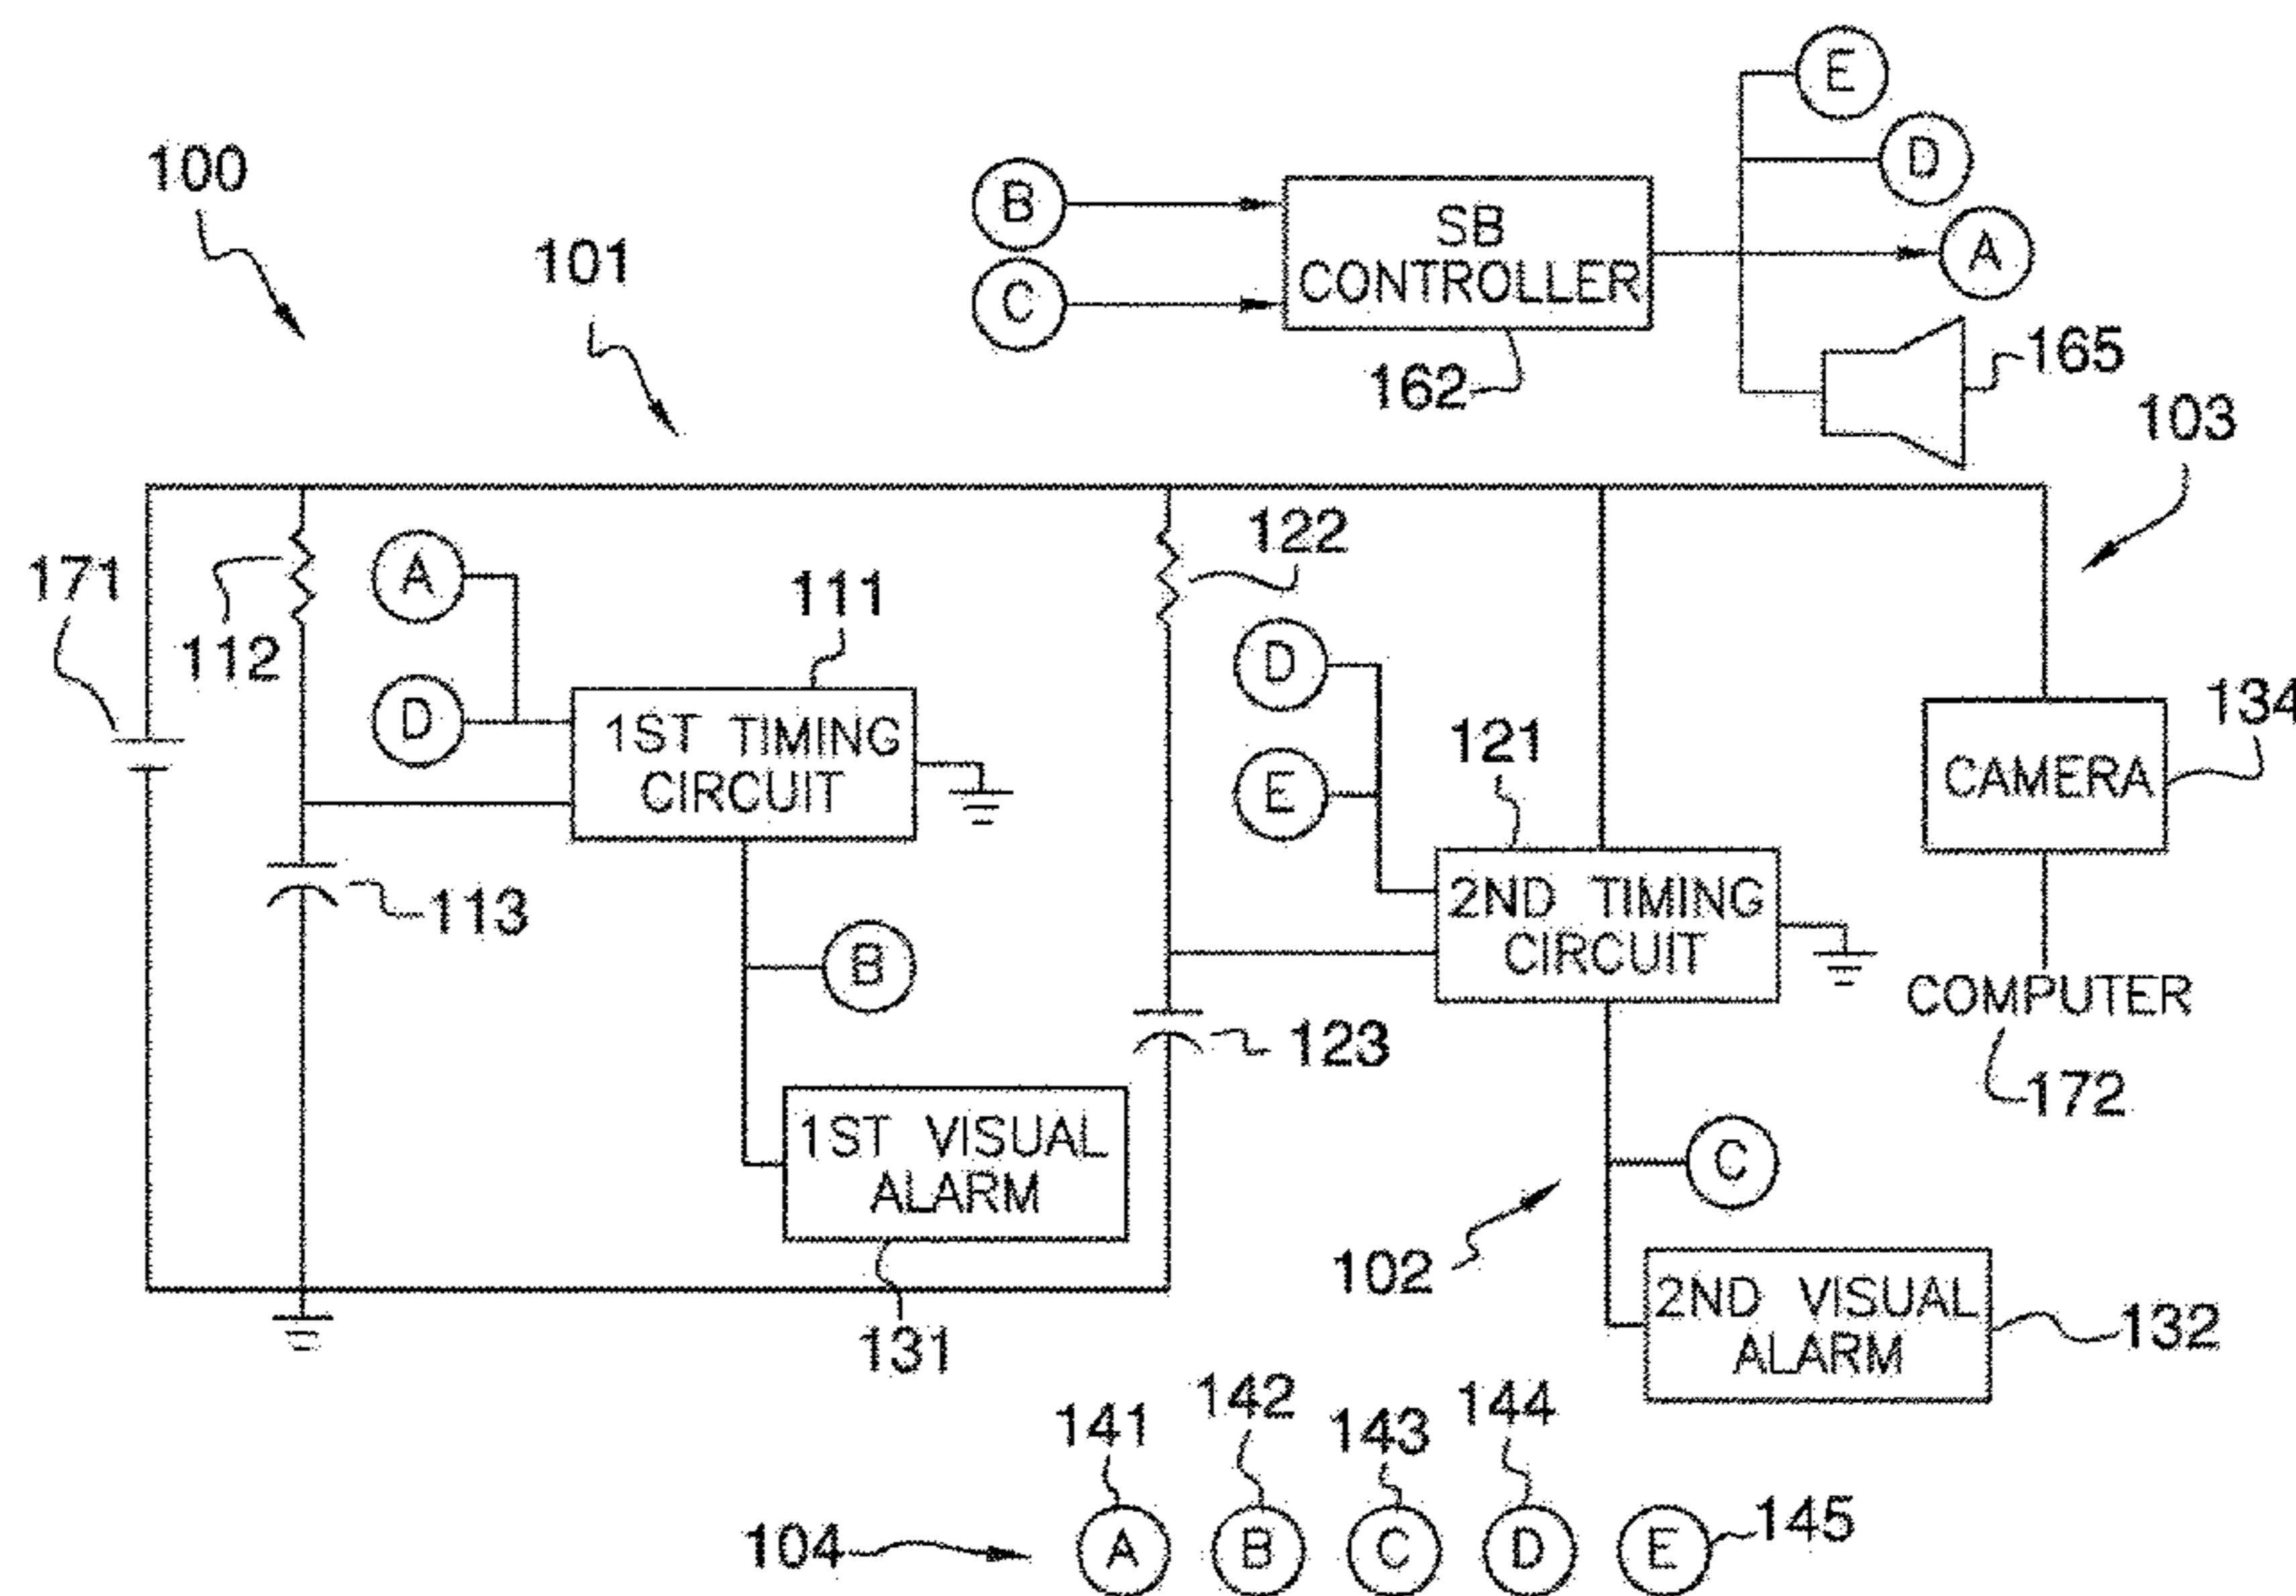 E
D
100
B
SB
CONTROLLER
A
101
C
162
165
103
171
112
A
111
122
D
134
D
1ST TIMING
CIRCUIT
121
E
CAMERA
113
B
2ND TIMING
CIRCUIT
COMPUTER
123
172
1ST VISUAL
ALARM
C
102
131
2ND VISUAL
ALARM
132
141
142
143
144
104
A
B
C
D
E
145